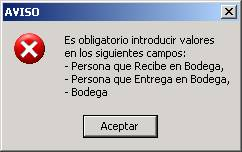 AVISO
Es obligatorio introducir valores
en los siguientes campos:
- Persona que Recibe en Bodega,
- Persona que Entrega en Bodega,
- Bodega
Aceptar